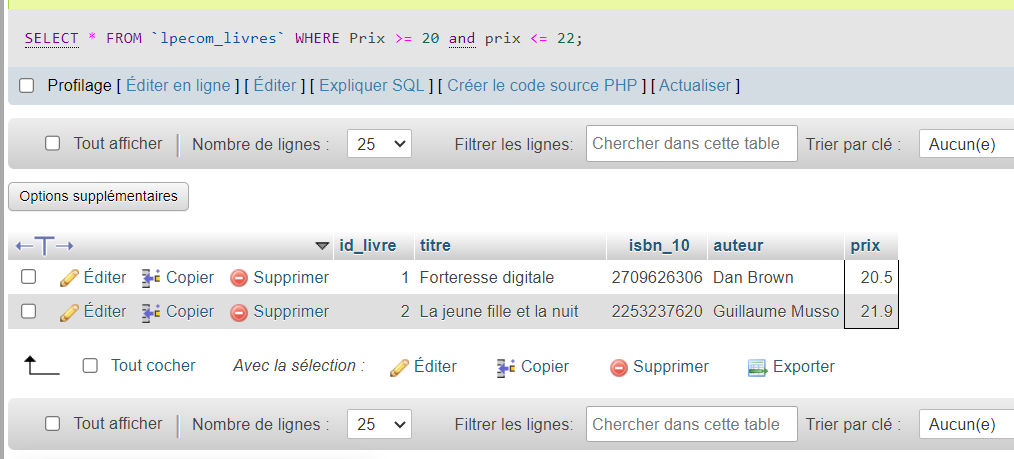 SELECT * FROM `lpecom_livres` WHERE Prix >= 20 and prix <= 22;
Profilage [ Éditer en ligne ] [ Éditer ] [ Expliquer SQL ] [ Créer le code source PHP ] [ Actualiser ]
Tout afficher Nombre de lignes : 25 Filtrer les lignes: Chercher dans cette table Trier par clé : Aucun(e)
Options supplémentaires
id_livre titre isbn_10 auteur prix
Éditer Copier Supprimer 1 Forteresse digitale 2709626306 Dan Brown 20.5
Éditer Copier Supprimer 2 La jeune fille et la nuit 2253237620 Guillaume Musso 21.9
Tout cocher Avec la sélection : Éditer Copier Supprimer Exporter
Tout afficher Nombre de lignes : 25 Filtrer les lignes: Chercher dans cette table Trier par clé : Aucun(e)